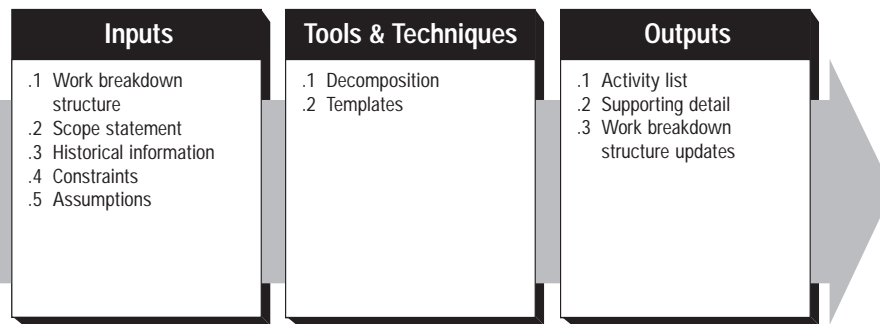 Inputs
.1 Work breakdown
structure
.2 Scope statement
.3 Historical information
.4 Constraints
.5 Assumptions
Tools & Techniques
.1 Decomposition
.2 Templates
Outputs
.1 Activity list
.2 Supporting detail
.3 Work breakdown
structure updates